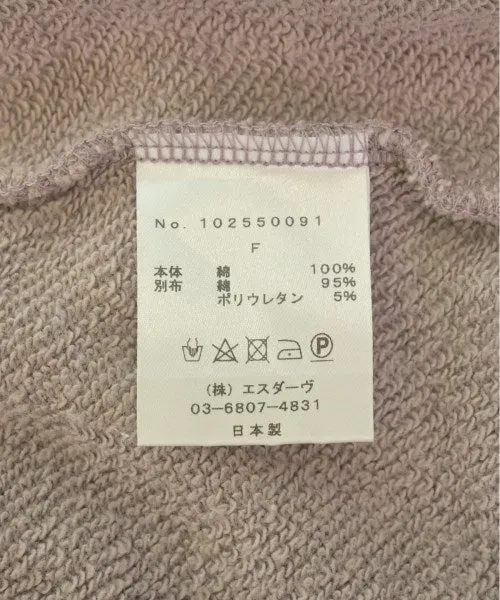 No. 102550091
F
本体 綿 100%
別布 綿 95%
ポリウレタン 5%
P
(株) エスダーヴ
03-6807-4831
日本製